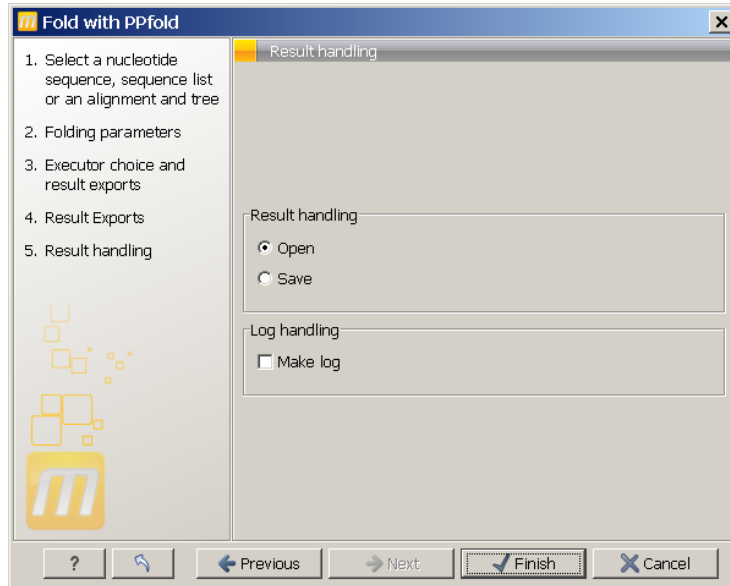 Fold with PPfold
1. Select a nucleotide
sequence, sequence list
or an alignment and tree
2. Folding parameters
3. Executor choice and
result exports
4. Result Exports
5. Result handling
Result handling
Result handling
Open
Save
Log handling
Make log
m
? Previous Next Finish Cancel